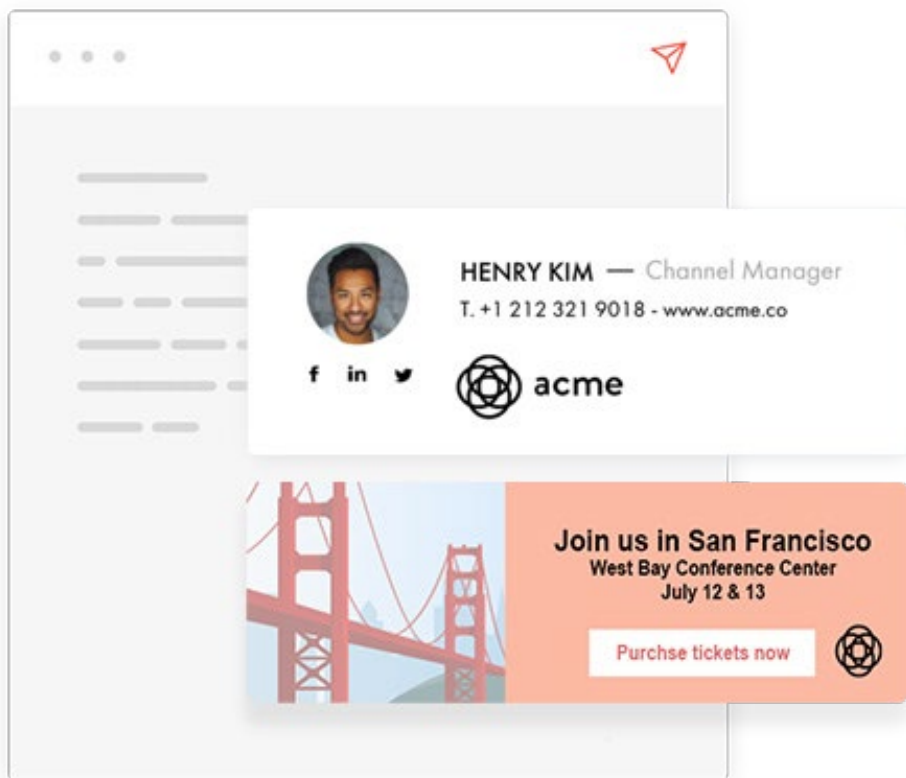 HENRY KIM — Channel Manager
T. +1 212 321 9018 - www.acme.co
f in
acme
Join us in San Francisco
West Bay Conference Center
July 12 & 13
Purchse tickets now